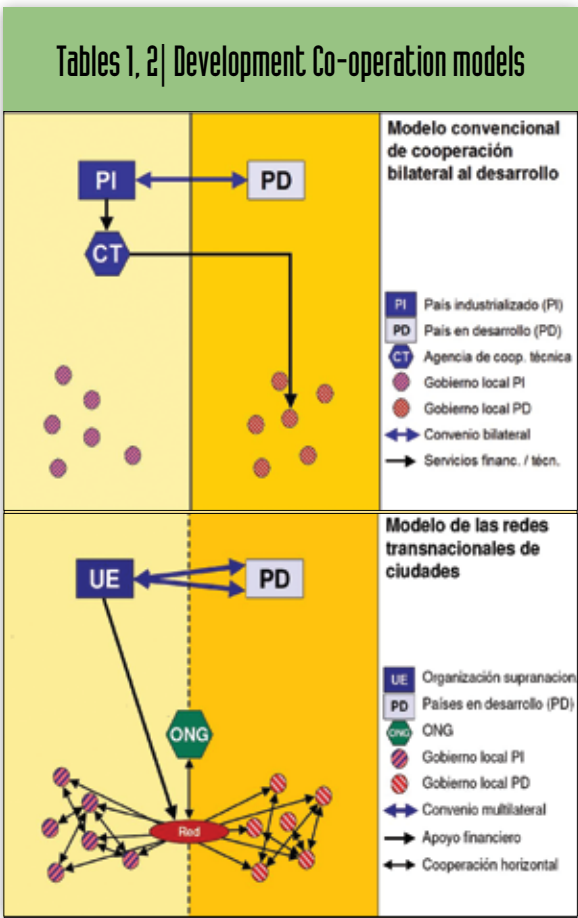 Tables 1, 2| Development Co-operation models
PI
PD
CT
Modelo convencional
de cooperación
bilateral al desarrollo
PI País industrializado (PI)
PD País en desarrollo (PD)
CT Agencia de coop. técnica
Gobierno local PI
Gobierno local PD
Convenio bilateral
Servicios financ. / técn.
UE
PD
ONG
Red
Modelo de las redes
transnacionales de
ciudades
UE Organización supranacion
PD Países en desarrollo (PD)
ONG ONG
Gobierno local PI
Gobierno local PD
Convenio multilateral
Apoyo financiero
Cooperación horizontal